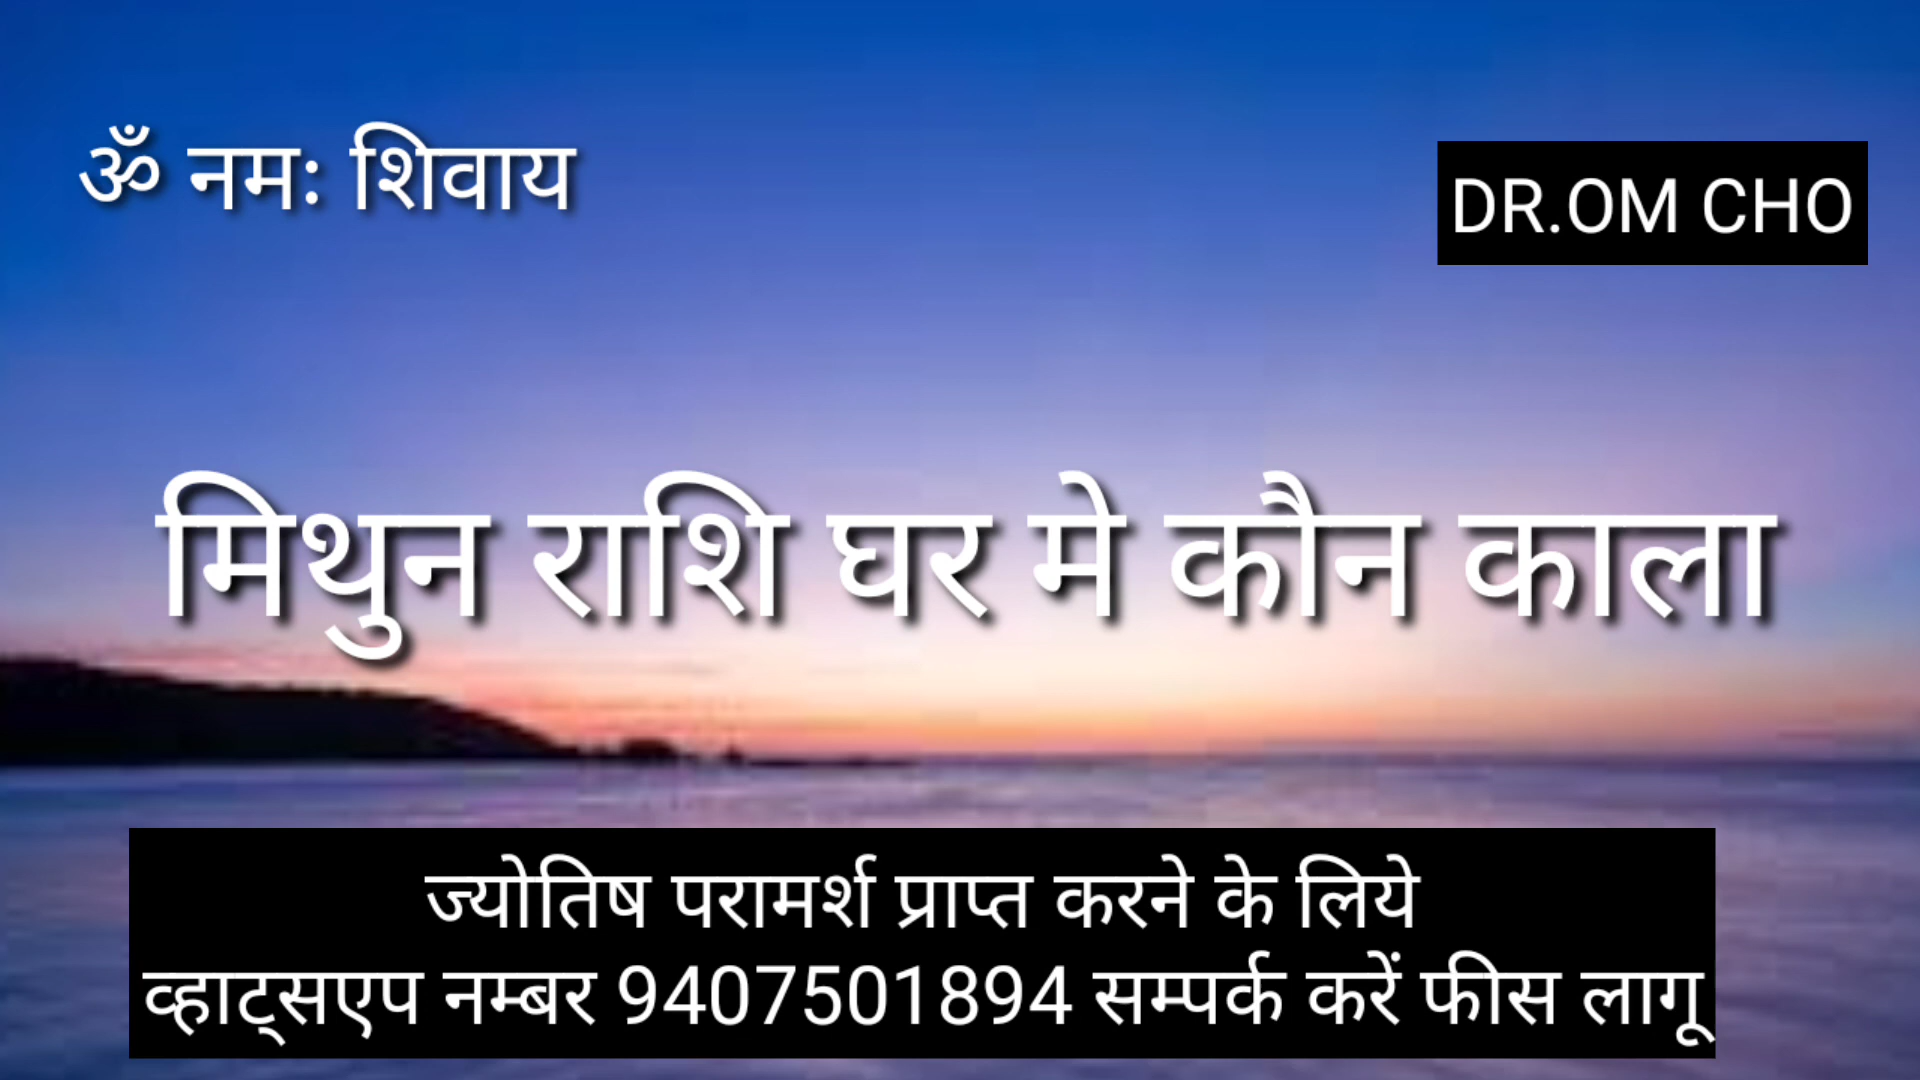 ॐ नमः शिवाय
DR.OM CHO
मिथुन राशि घर मे कौन काला
ज्योतिष परामर्श प्राप्त करने के लिये
व्हाट्सएप नम्बर 9407501894 सम्पर्क करें फीस लागू